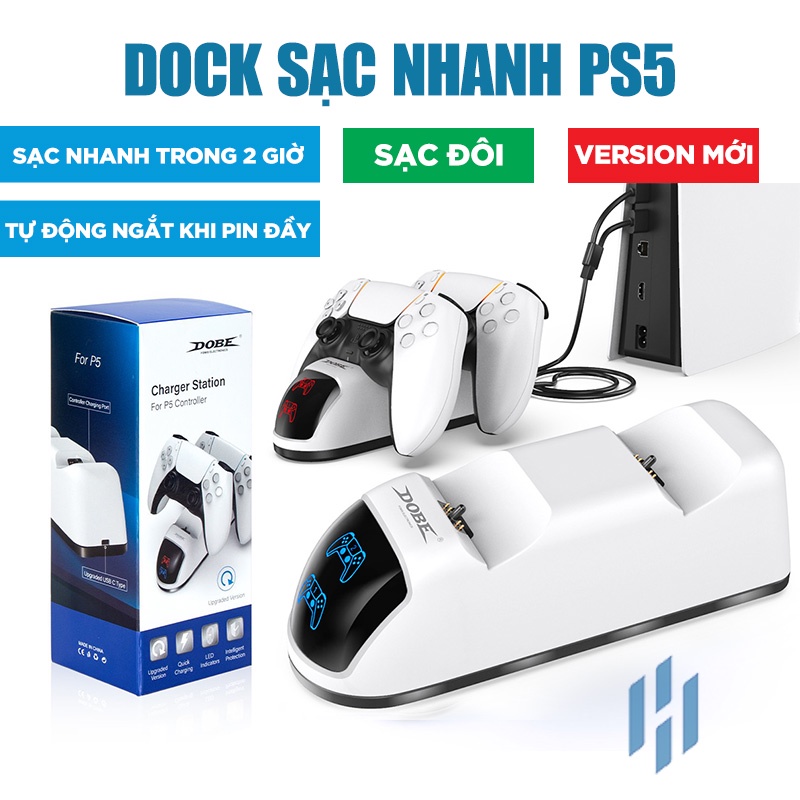 DOCK SẠC NHANH PS5
SẠC NHANH TRONG 2 GIỜ
SẠC ĐÔI
VERSION MỚI
TỰ ĐỘNG NGẮT KHI PIN ĐẦY
For P5
Controller Charging Port
Upgraded USB C Type
MADE IN CHINA
DOBE
Charger Station
For P5 Controller
Upgraded Version
Upgraded Version
Quick Charging
LED Indicators
Intelligent Protection
DOBE
DOBE